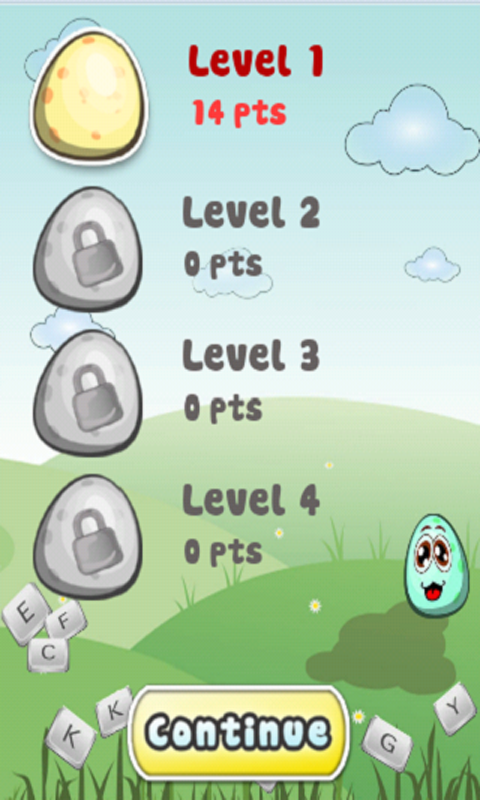 Level 1
14 pts
Level 2
0 pts
Level 3
0 pts
Level 4
0 pts
E
F
C
K
K
Continue
G
Y